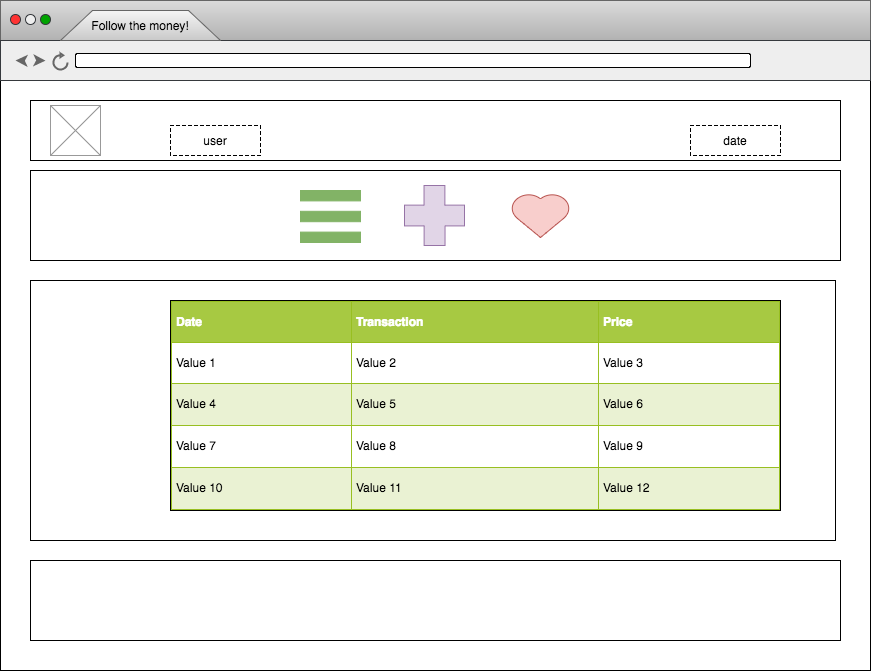 Follow the money!
user
date
Date Transaction Price
Value 1 Value 2 Value 3
Value 4 Value 5 Value 6
Value 7 Value 8 Value 9
Value 10 Value 11 Value 12